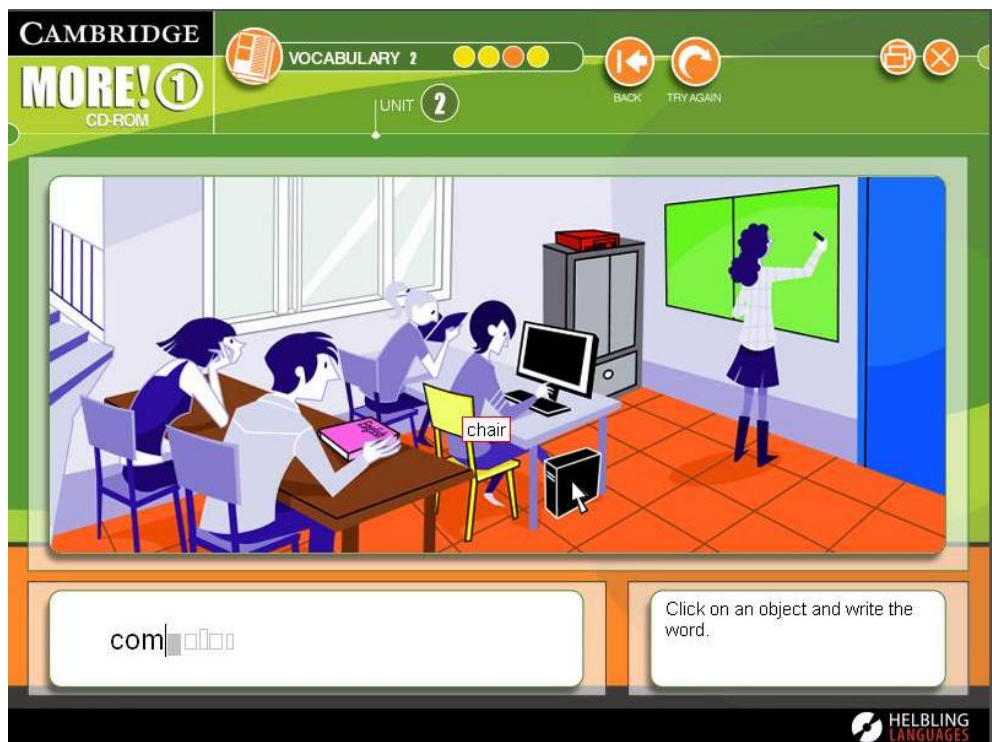 CAMBRIDGE
MORE! 1
CD-ROM
VOCABULARY 2
UNIT 2
BACK
TRY AGAIN
English
chair
com
Click on an object and write the
word.
HELBLING
LANGUAGES